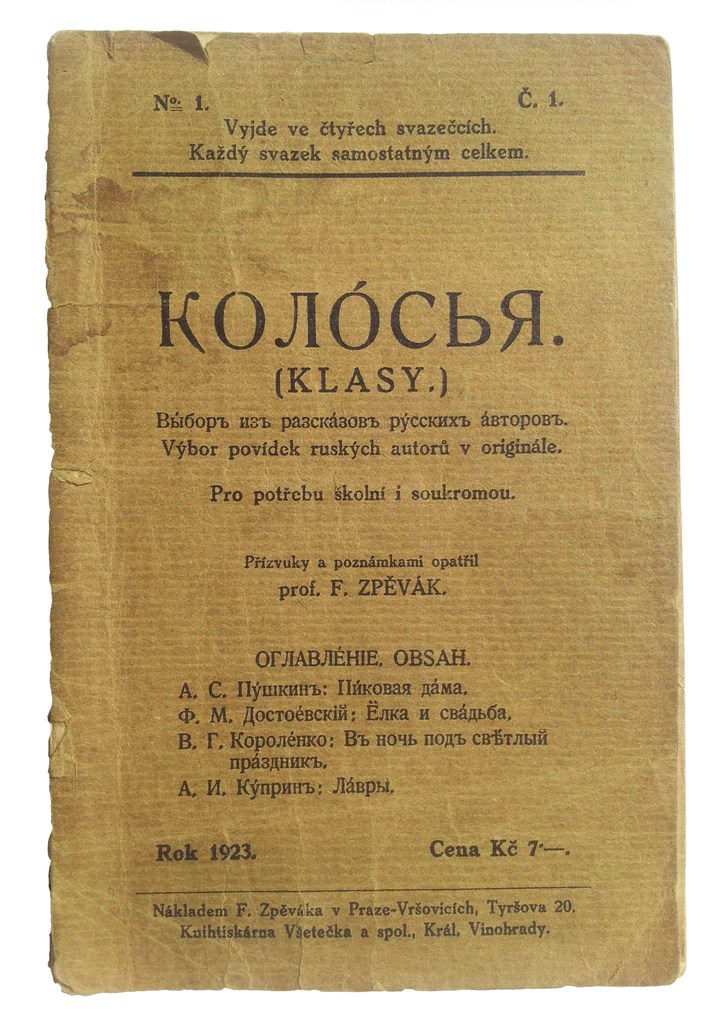 № 1. Č. 1.
Vyjde ve čtyřech svazečcích.
Každý svazek samostatným celkem.
КОЛО́СЬЯ.
(KLASY.)
Вы́боръ изъ разска́зовъ ру́сскихъ а́второвъ.
Výbor povídek ruských autorů v originále.
Pro potřebu školní i soukromou.
Přízvuky a poznámkami opatřil
prof. F. ZPĚVÁK.
ОГЛАВЛЕ́НІЕ. OBSAH.
А. С. Пу́шкинъ: Пи́ковая да́ма.
Ф. М. Достое́вскій: Ёлка и сва́дьба.
В. Г. Короле́нко: Въ ночь подъ свѣ́тлый
пра́здникъ.
А. И. Ку́принъ: Ла́вры.
Rok 1923. Cena Kč 7·—.
Nákladem F. Zpěváka v Praze-Vršovicích, Tyršova 20.
Knihtiskárna Všetečka a spol., Král. Vinohrady.